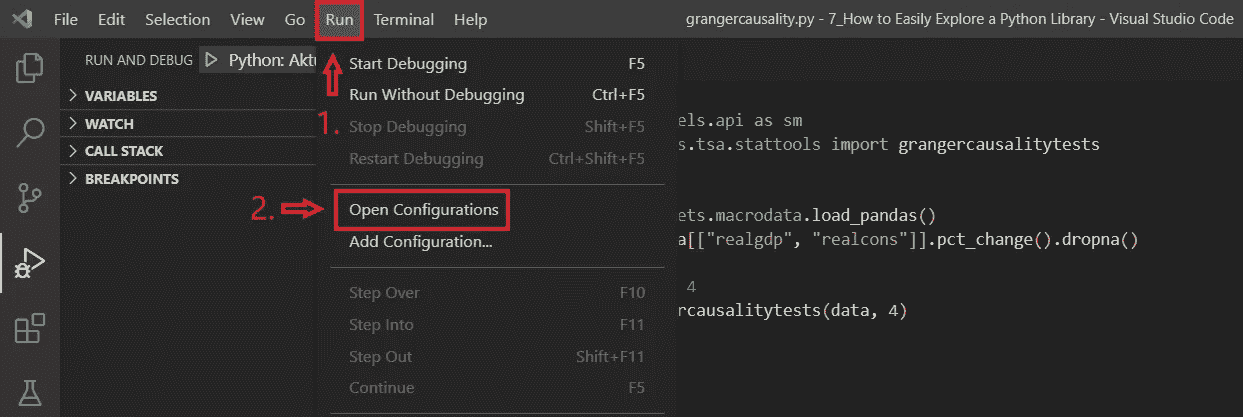 File Edit Selection View Go Run Terminal Help grangercausality.py - 7_How to Easily Explore a Python Library - Visual Studio Code
RUN AND DEBUG Python: Aktu
VARIABLES
WATCH
CALL STACK
BREAKPOINTS
1.
Start Debugging F5
Run Without Debugging Ctrl+F5
Stop Debugging Shift+F5
Restart Debugging Ctrl+Shift+F5
2.
Open Configurations
Add Configuration...
Step Over F10
Step Into F11
Step Out Shift+F11
Continue F5
els.api as sm
s.tsa.stattools import grangercausalitytests
ets.macrodata.load_pandas()
a[["realgdp", "realcons"]].pct_change().dropna()
4
rcausalitytests(data, 4)